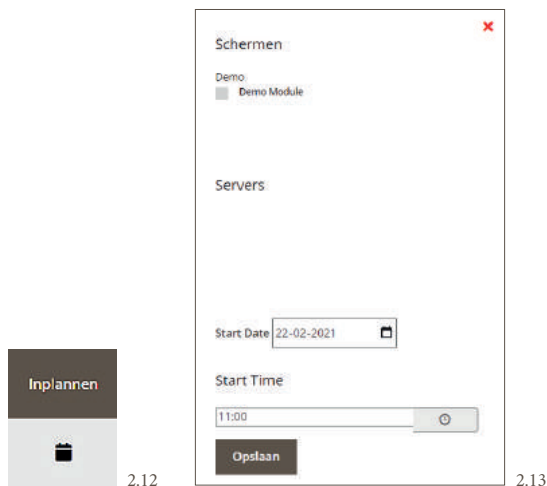 Schermen
Demo
Demo Module
Servers
Start Date 22-02-2021
Start Time
11:00
Opslaan
Inplannen
2.12
2.13